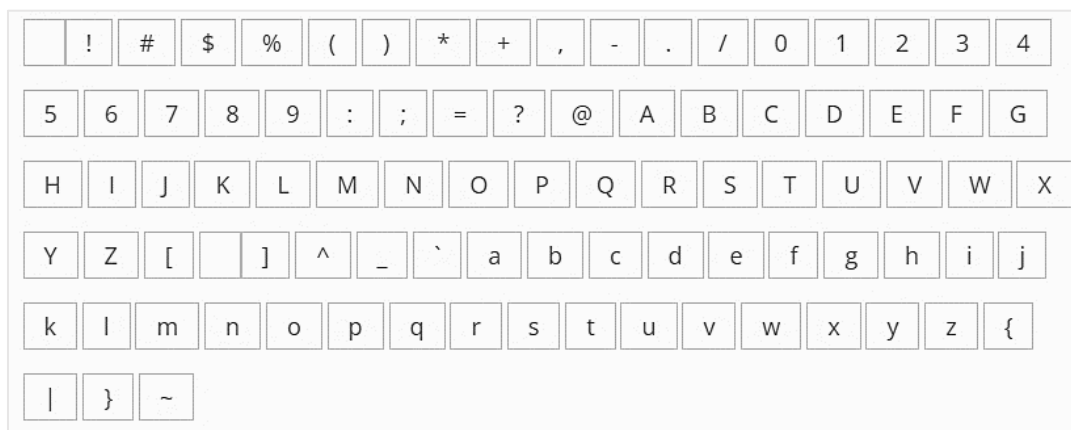 ! # $ % ( ) * + , - . / 0 1 2 3 4
5 6 7 8 9 : ; = ? @ A B C D E F G
H I J K L M N O P Q R S T U V W X
Y Z [ ] ^ _ ` a b c d e f g h i j
k l m n o p q r s t u v w x y z {
| } ~